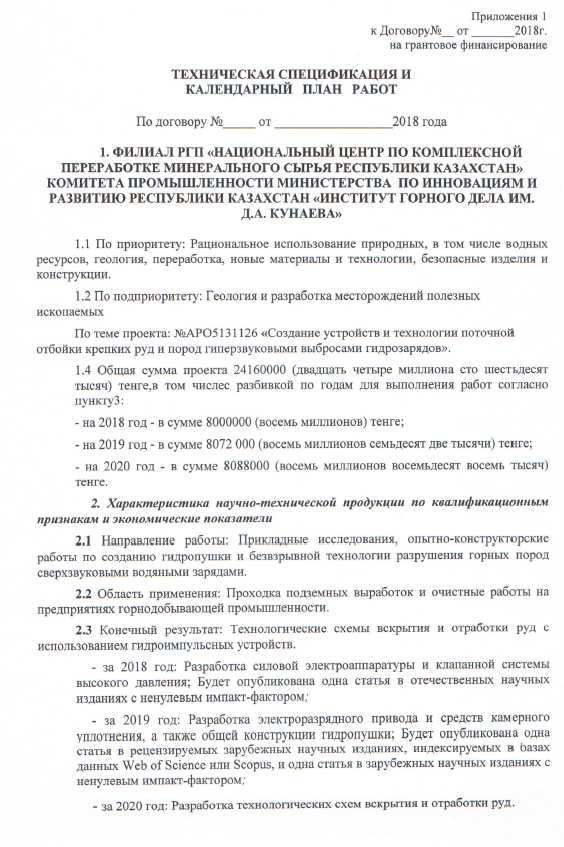 Приложения 1
к Договору№__ от _______2018г.
на грантовое финансирование
ТЕХНИЧЕСКАЯ СПЕЦИФИКАЦИЯ И
КАЛЕНДАРНЫЙ ПЛАН РАБОТ
По договору №_____ от __________________2018 года
1. ФИЛИАЛ РГП «НАЦИОНАЛЬНЫЙ ЦЕНТР ПО КОМПЛЕКСНОЙ
ПЕРЕРАБОТКЕ МИНЕРАЛЬНОГО СЫРЬЯ РЕСПУБЛИКИ КАЗАХСТАН»
КОМИТЕТА ПРОМЫШЛЕННОСТИ МИНИСТЕРСТВА ПО ИННОВАЦИЯМ И
РАЗВИТИЮ РЕСПУБЛИКИ КАЗАХСТАН «ИНСТИТУТ ГОРНОГО ДЕЛА ИМ.
Д.А. КУНАЕВА»
1.1 По приоритету: Рациональное использование природных, в том числе водных
ресурсов, геология, переработка, новые материалы и технологии, безопасные изделия и
конструкции.
1.2 По подприоритету: Геология и разработка месторождений полезных
ископаемых
По теме проекта: №АРО5131126 «Создание устройств и технологии поточной
отбойки крепких руд и пород гиперзвуковыми выбросами гидрозарядов».
1.4 Общая сумма проекта 24160000 (двадцать четыре миллиона сто шестьдесят
тысяч) тенге,в том числес разбивкой по годам для выполнения работ согласно
пункту3:
- на 2018 год - в сумме 8000000 (восемь миллионов) тенге;
- на 2019 год - в сумме 8072 000 (восемь миллионов семьдесят две тысячи) тенге;
- на 2020 год - в сумме 8088000 (восемь миллионов восемьдесят восемь тысяч)
тенге.
2. Характеристика научно-технической продукции по квалификационным
признакам и экономические показатели
2.1 Направление работы: Прикладные исследования, опытно-конструкторские
работы по созданию гидропушки и безвзрывной технологии разрушения горных пород
сверхзвуковыми водяными зарядами.
2.2 Область применения: Проходка подземных выработок и очистные работы на
предприятиях горнодобывающей промышленности.
2.3 Конечный результат: Технологические схемы вскрытия и отработки руд с
использованием гидроимпульсных устройств.
- за 2018 год: Разработка силовой электроаппаратуры и клапанной системы
высокого давления; Будет опубликована одна статья в отечественных научных
изданиях с ненулевым импакт-фактором;
- за 2019 год: Разработка электроразрядного привода и средств камерного
уплотнения, а также общей конструкции гидропушки; Будет опубликована одна
статья в рецензируемых зарубежных научных изданиях, индексируемых в базах
данных Web of Science или Scopus, и одна статья в зарубежных научных изданиях с
ненулевым импакт-фактором;
- за 2020 год: Разработка технологических схем вскрытия и отработки руд.